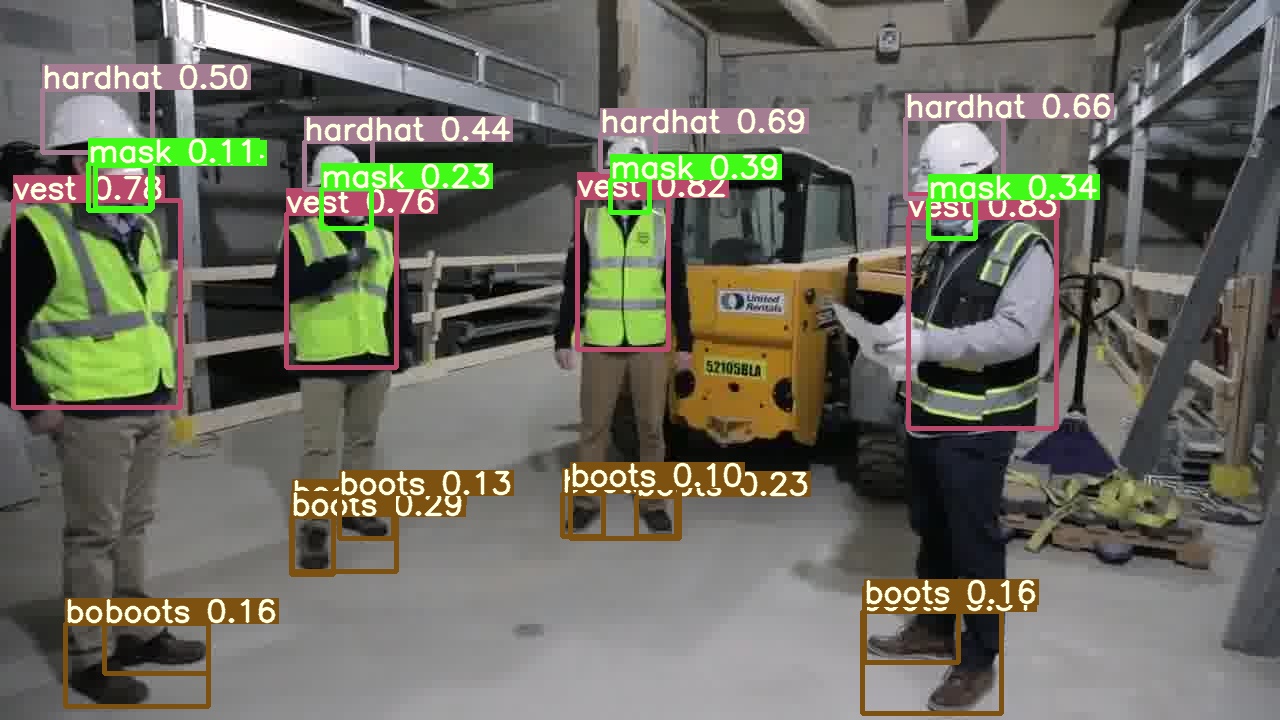 hardhat 0.50
hardhat 0.44
hardhat 0.69
hardhat 0.66
mask 0.11
mask 0.23
mask 0.39
mask 0.34
vest 0.78
vest 0.76
vest 0.82
vest 0.83
United
Rentals
52105BLA
boots 0.13
boots 0.29
boots 0.10
0.23
boots 0.16
boots 0.16